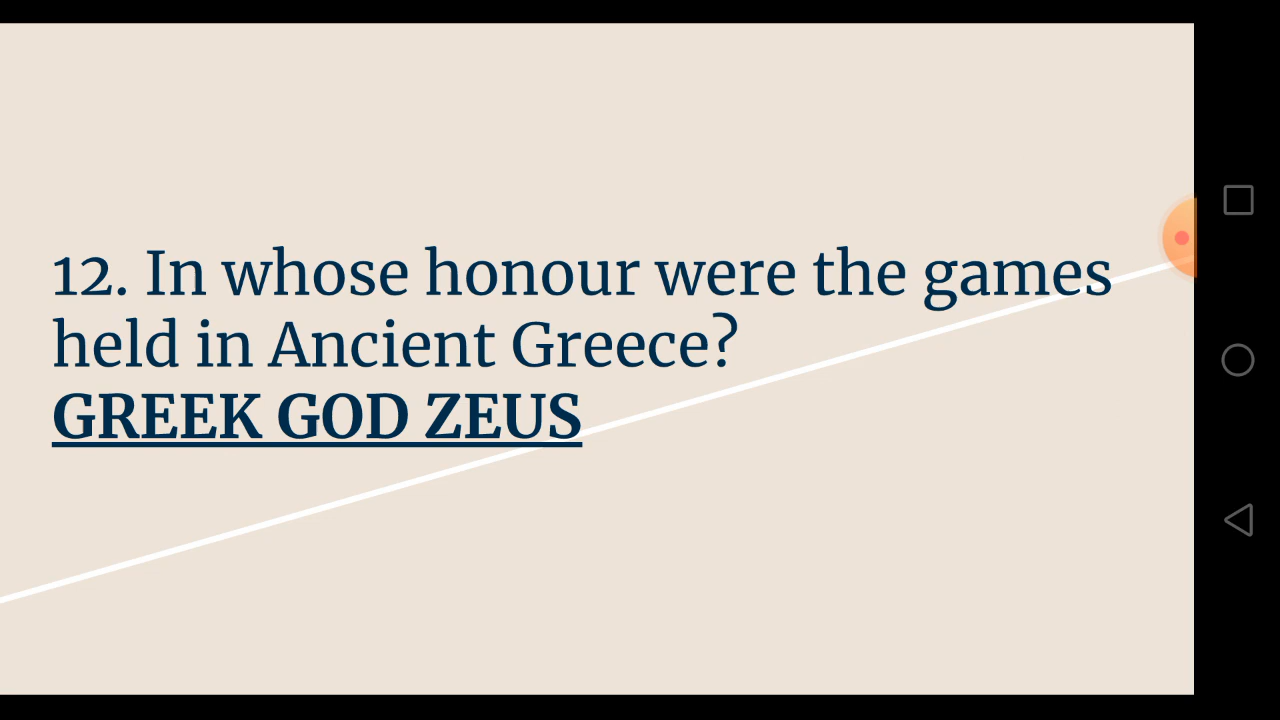 12. In whose honour were the games
held in Ancient Greece?
GREEK GOD ZEUS